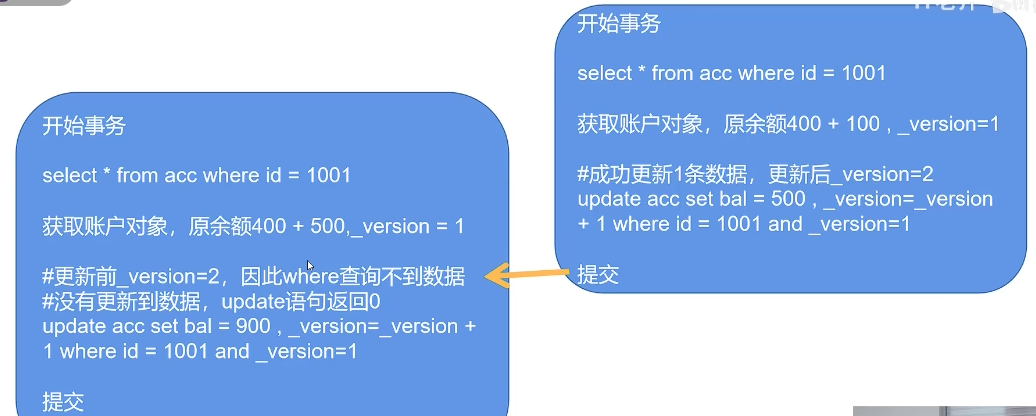 开始事务
select * from acc where id = 1001
获取账户对象，原余额400 + 500,_version = 1
#更新前_version=2，因此where查询不到数据
#没有更新到数据，update语句返回0
update acc set bal = 900 , _version=_version +
1 where id = 1001 and _version=1
提交
开始事务
select * from acc where id = 1001
获取账户对象，原余额400 + 100 , _version=1
#成功更新1条数据，更新后_version=2
update acc set bal = 500 , _version=_version
+ 1 where id = 1001 and _version=1
提交